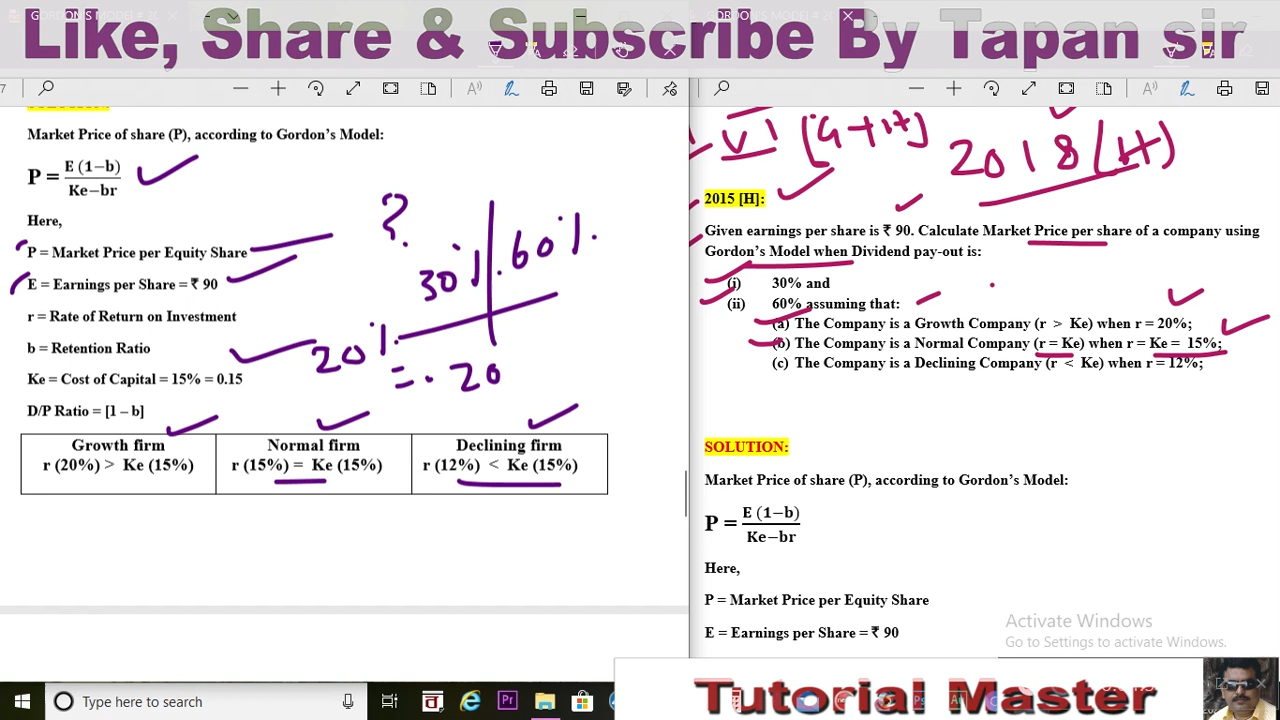 Like, Share & Subscribe By Tapan sir
Market Price of share (P), according to Gordon's Model:
P = E (1−b)
Ke−br
Here,
P = Market Price per Equity Share
E = Earnings per Share = ₹ 90
r = Rate of Return on Investment
b = Retention Ratio
Ke = Cost of Capital = 15% = 0.15
D/P Ratio = [1 – b]
?
30% 60%
20%
= .20
Growth firm Normal firm Declining firm
r (20%) > Ke (15%) r (15%) = Ke (15%) r (12%) < Ke (15%)
VI [G+H] 2018 (H)
2015 [H]:
Given earnings per share is ₹ 90. Calculate Market Price per share of a company using
Gordon's Model when Dividend pay-out is:
(i) 30% and
(ii) 60% assuming that:
(a) The Company is a Growth Company (r > Ke) when r = 20%;
(b) The Company is a Normal Company (r = Ke) when r = Ke = 15%;
(c) The Company is a Declining Company (r < Ke) when r = 12%;
SOLUTION:
Market Price of share (P), according to Gordon's Model:
P = E (1−b)
Ke−br
Here,
P = Market Price per Equity Share
E = Earnings per Share = ₹ 90
Activate Windows
Go to Settings to activate Windows.
Type here to search
Tutorial Master